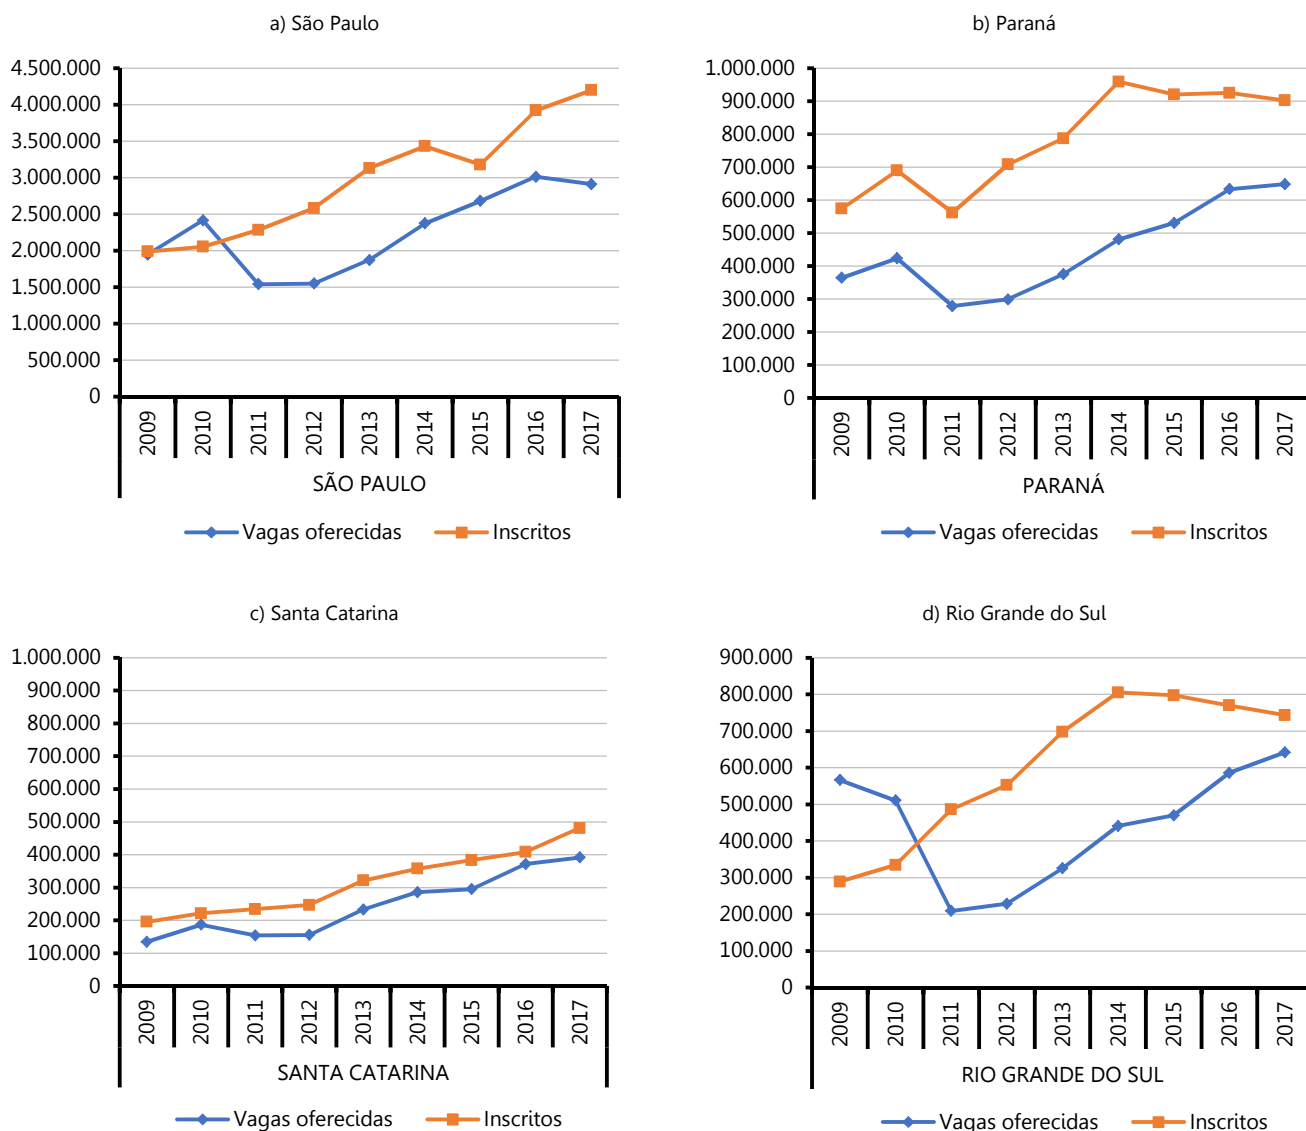 a) São Paulo
4.500.000
4.000.000
3.500.000
3.000.000
2.500.000
2.000.000
1.500.000
1.000.000
500.000
0
2009 2010 2011 2012 2013 2014 2015 2016 2017
SÃO PAULO
Vagas oferecidas Inscritos
b) Paraná
1.000.000
900.000
800.000
700.000
600.000
500.000
400.000
300.000
200.000
100.000
0
2009 2010 2011 2012 2013 2014 2015 2016 2017
PARANÁ
Vagas oferecidas Inscritos
c) Santa Catarina
1.000.000
900.000
800.000
700.000
600.000
500.000
400.000
300.000
200.000
100.000
0
2009 2010 2011 2012 2013 2014 2015 2016 2017
SANTA CATARINA
Vagas oferecidas Inscritos
d) Rio Grande do Sul
900.000
800.000
700.000
600.000
500.000
400.000
300.000
200.000
100.000
0
2009 2010 2011 2012 2013 2014 2015 2016 2017
RIO GRANDE DO SUL
Vagas oferecidas Inscritos